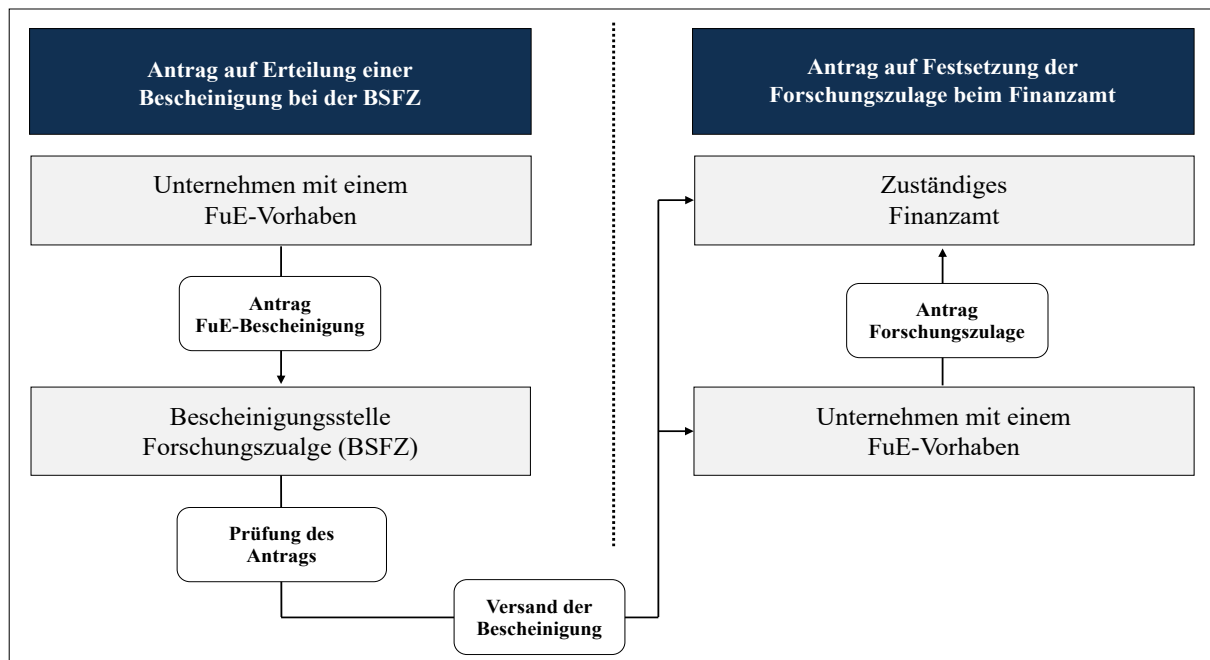 Antrag auf Erteilung einer
Bescheinigung bei der BSFZ
Unternehmen mit einem
FuE-Vorhaben
Antrag
FuE-Bescheinigung
Bescheinigungsstelle
Forschungszualge (BSFZ)
Prüfung des
Antrags
Versand der
Bescheinigung
Antrag auf Festsetzung der
Forschungszulage beim Finanzamt
Zuständiges
Finanzamt
Antrag
Forschungszulage
Unternehmen mit einem
FuE-Vorhaben